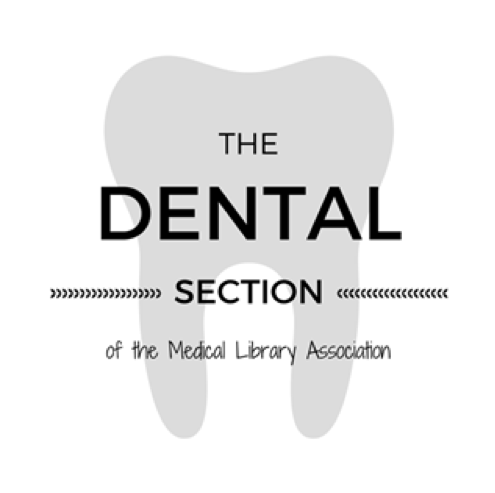 THE
DENTAL
SECTION
of the Medical Library Association